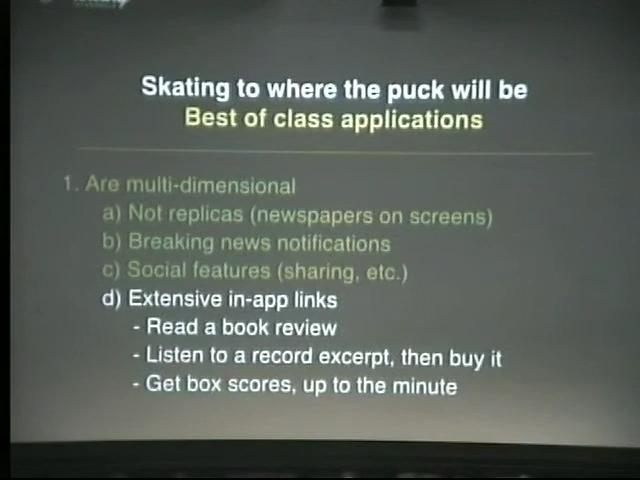 Skating to where the puck will be
Best of class applications
1. Are multi-dimensional
a) Not replicas (newspapers on screens)
b) Breaking news notifications
c) Social features (sharing, etc.)
d) Extensive in-app links
- Read a book review
- Listen to a record excerpt, then buy it
- Get box scores, up to the minute